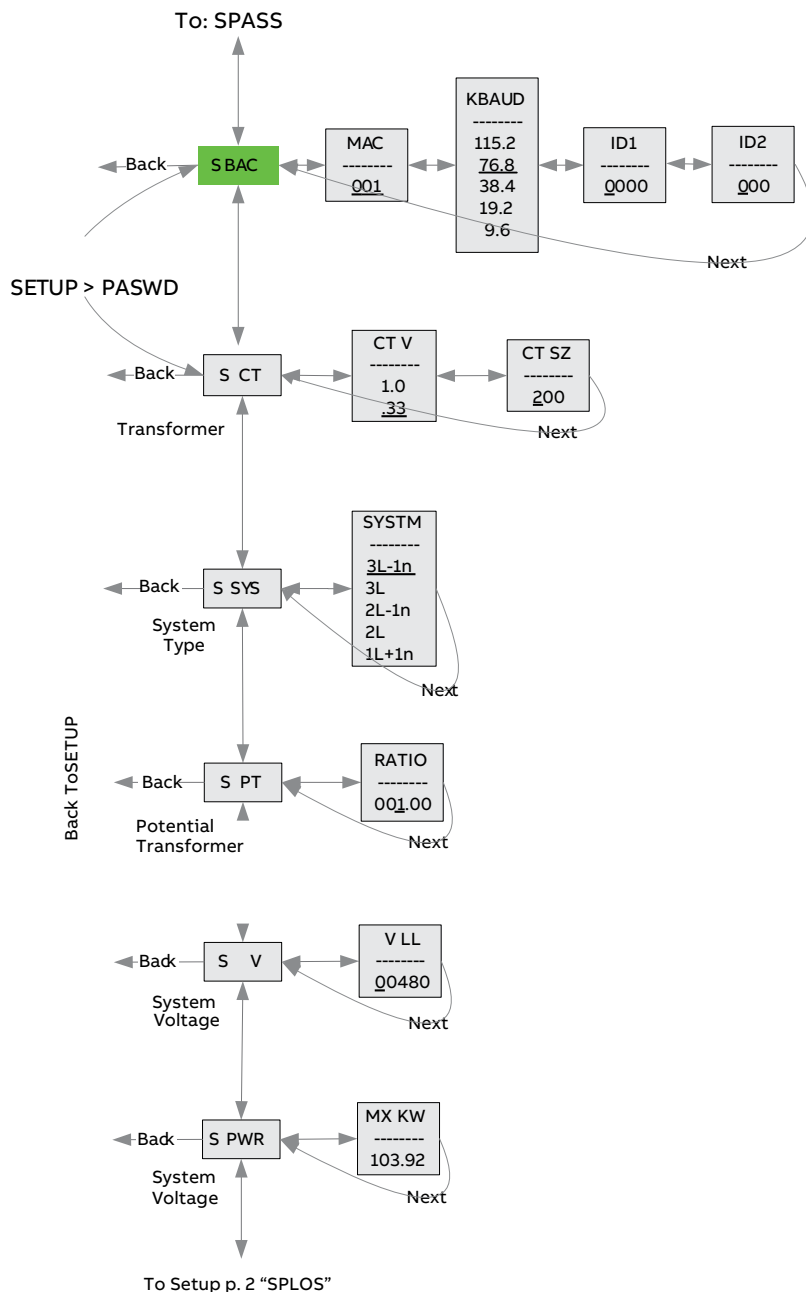 To: SPASS
Back
S BAC
MAC
--------
001
KBAUD
--------
115.2
76.8
38.4
19.2
9.6
ID1
--------
0000
ID2
--------
000
Next
SETUP > PASWD
Back
S CT
Transformer
CT V
--------
1.0
.33
CT SZ
--------
200
Next
Back
S SYS
System
Type
SYSTM
--------
3L-1n
3L
2L-1n
2L
1L+1n
Next
Back ToSETUP
Back
S PT
Potential
Transformer
RATIO
--------
001.00
Next
Back
S V
System
Voltage
V LL
--------
00480
Next
Back
S PWR
System
Voltage
MX KW
--------
103.92
Next
To Setup p. 2 “SPLOS”